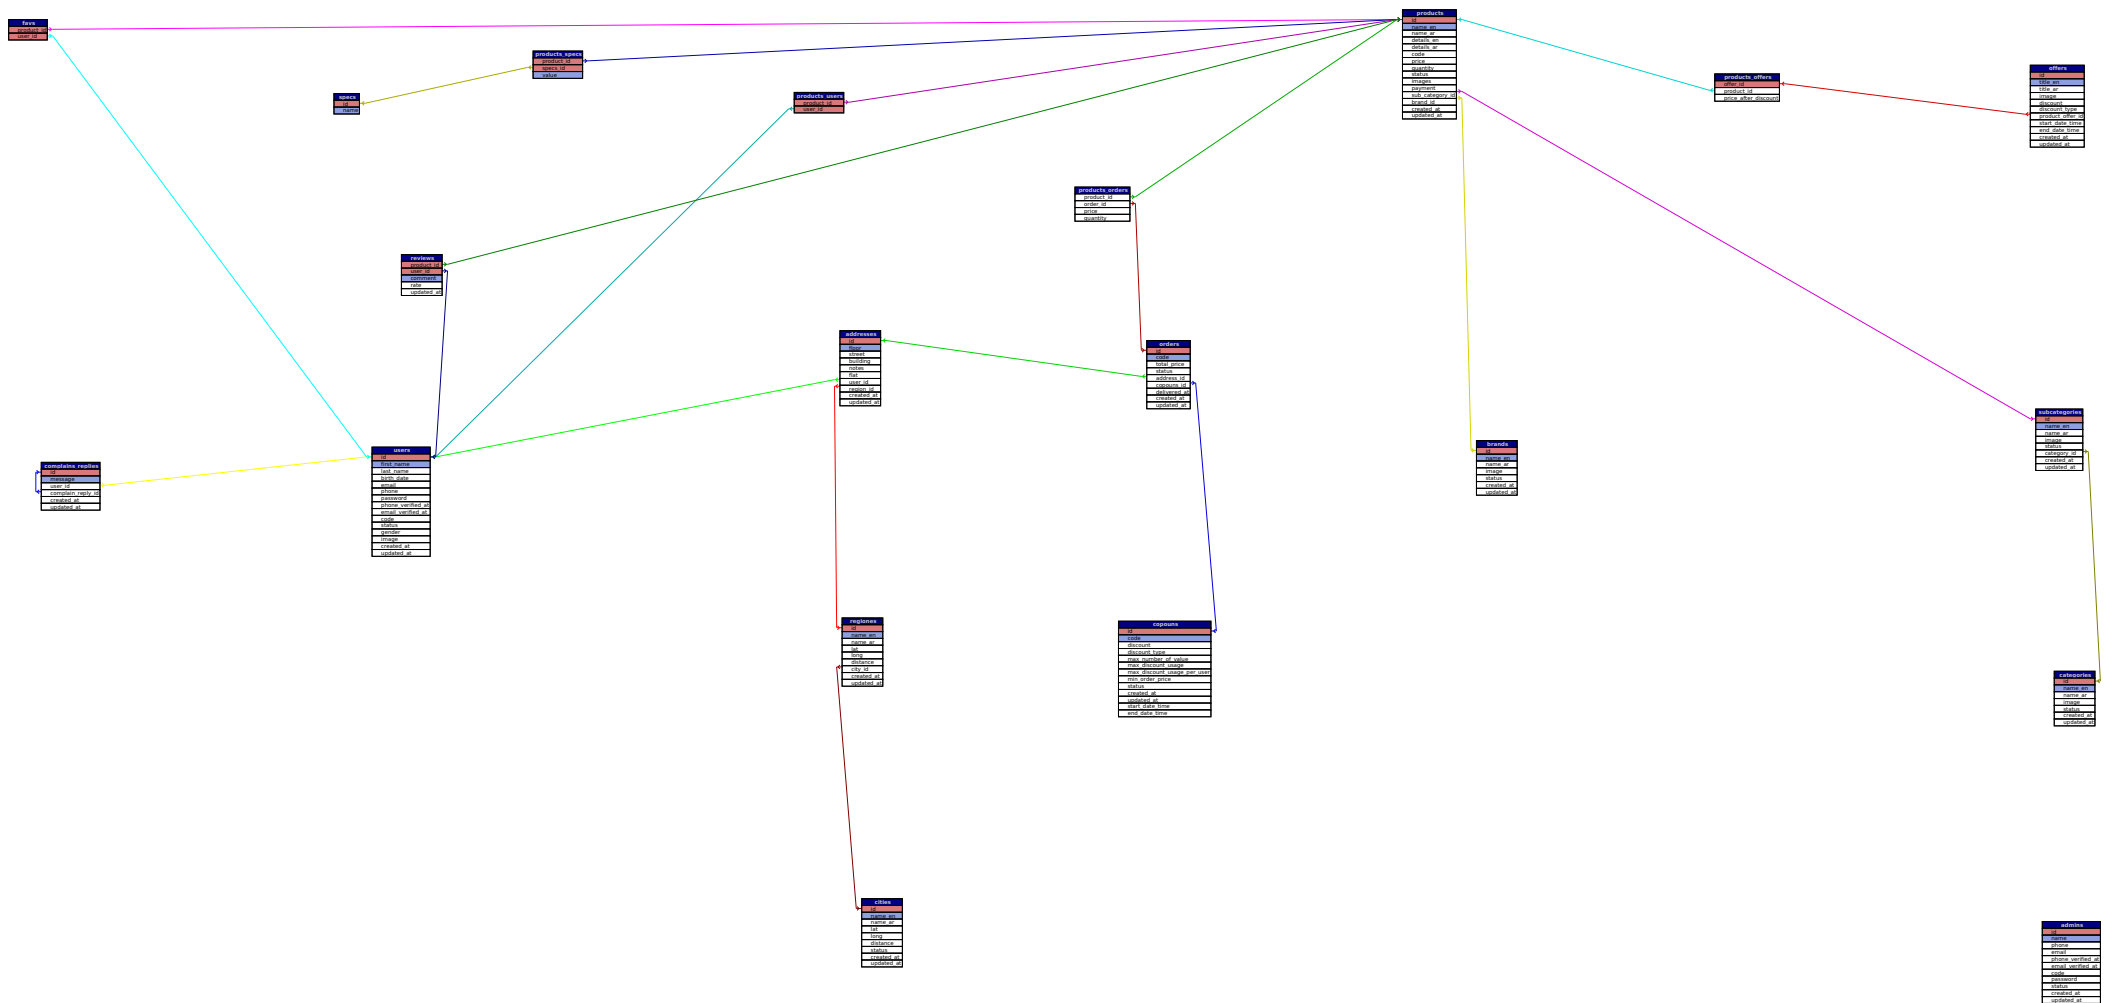 favs
product_id
user_id
products
id
name_en
name_ar
details_en
details_ar
code
price
quantity
status
images
payment
sub_category_id
brand_id
created_at
updated_at
products_specs
product_id
specs_id
value
specs
id
name
products_users
product_id
user_id
products_offers
offer_id
product_id
price_after_discount
offers
id
title_en
title_ar
image
discount
discount_type
product_offer_id
start_date_time
end_date_time
created_at
updated_at
products_orders
product_id
order_id
price
quantity
reviews
product_id
user_id
comment
rate
updated_at
addresses
id
floor
street
building
notes
flat
user_id
region_id
created_at
updated_at
orders
id
code
total_price
status
address_id
copouns_id
delivered_at
created_at
updated_at
subcategories
id
name_en
name_ar
image
status
category_id
created_at
updated_at
brands
id
name_en
name_ar
image
status
created_at
updated_at
users
id
first_name
last_name
birth_date
email
phone
password
phone_verified_at
email_verified_at
code
status
gender
image
created_at
updated_at
complains_replies
id
message
user_id
complain_reply_id
created_at
updated_at
regiones
id
name_en
name_ar
lat
long
distance
city_id
created_at
updated_at
copouns
id
code
discount
discount_type
max_number_of_value
max_discount_usage
max_discount_usage_per_user
min_order_price
status
created_at
updated_at
start_date_time
end_date_time
categories
id
name_en
name_ar
image
status
created_at
updated_at
cities
id
name_en
name_ar
lat
long
distance
status
created_at
updated_at
admins
id
name
phone
email
phone_verified_at
email_verified_at
code
password
status
created_at
updated_at